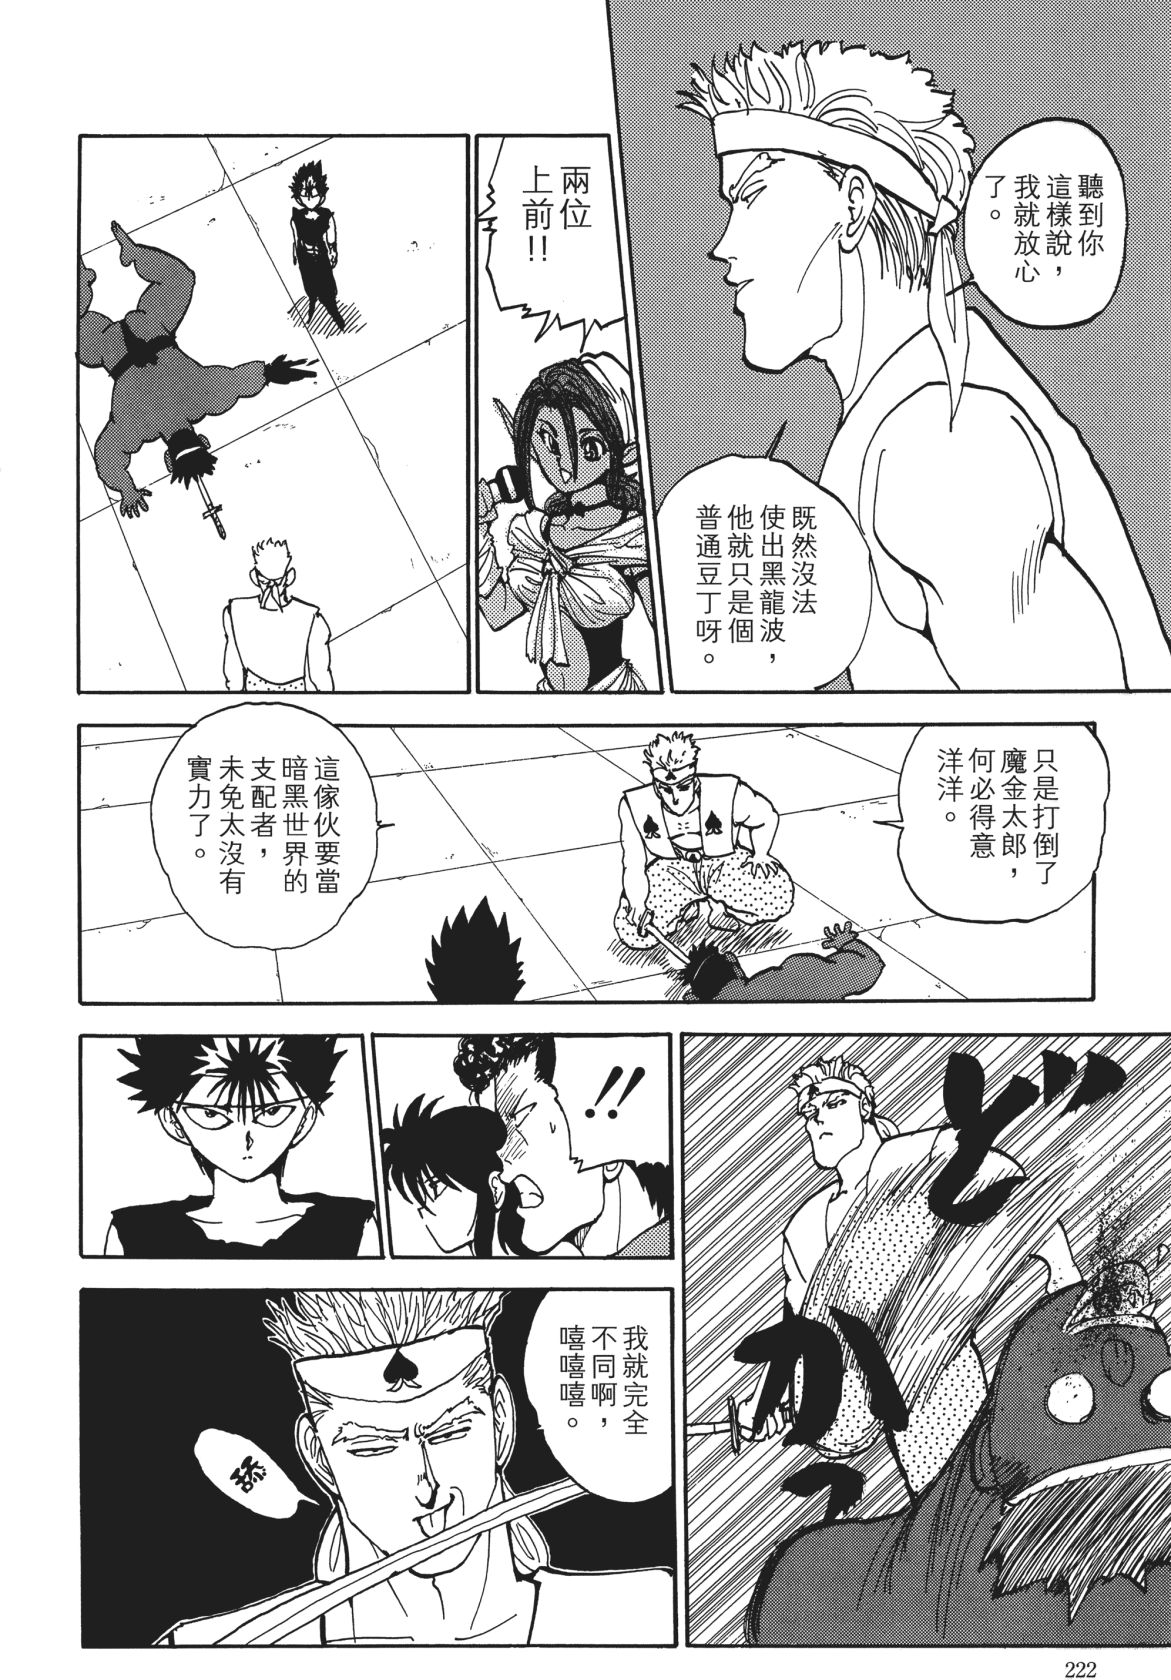 聽到你
這樣說，
我就放心
了。
既然沒法
使出黑龍波，
他就只是個
普通豆丁呀。
兩位
上前!!
只是打倒了
魔金太郎，
何必得意
洋洋。
這傢伙要當
暗黑世界的
支配者，
未免太沒有
實力了。
ドガッ
!!
我就完全
不同啊，
嘻嘻嘻。
舔
222